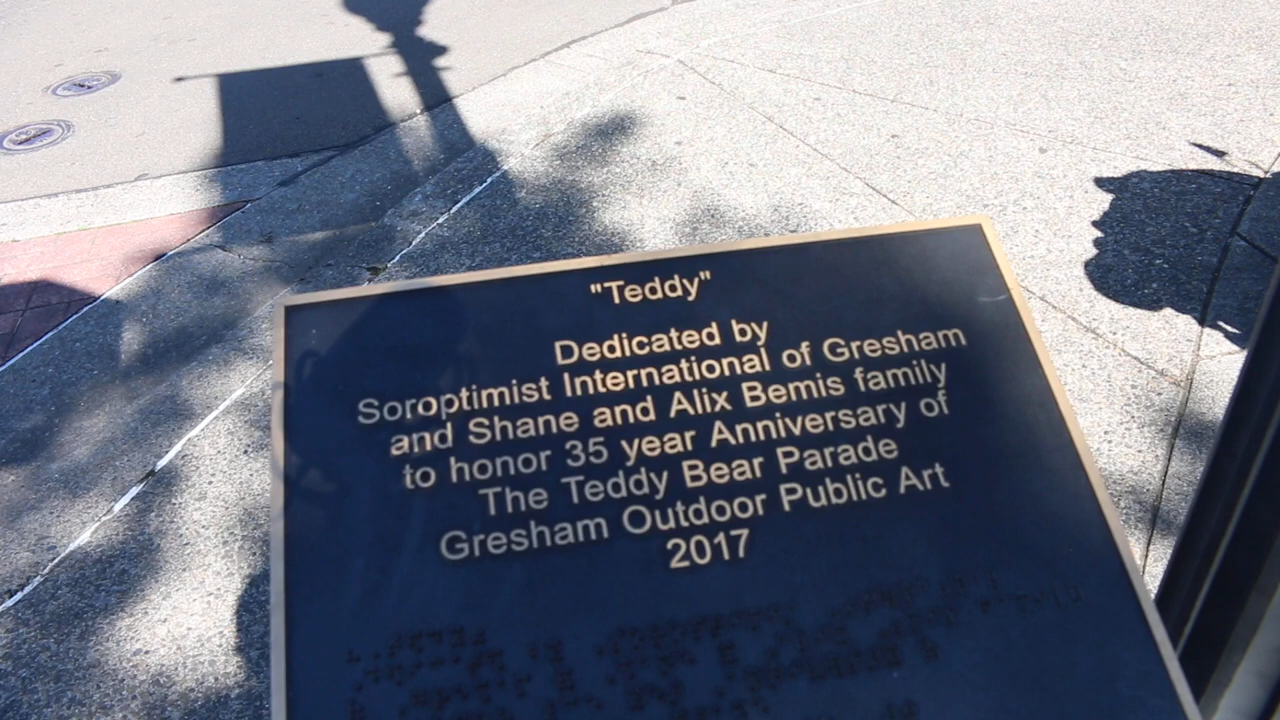 "Teddy"
Dedicated by
Soroptimist International of Gresham
and Shane and Alix Bemis family
to honor 35 year Anniversary of
The Teddy Bear Parade
Gresham Outdoor Public Art
2017